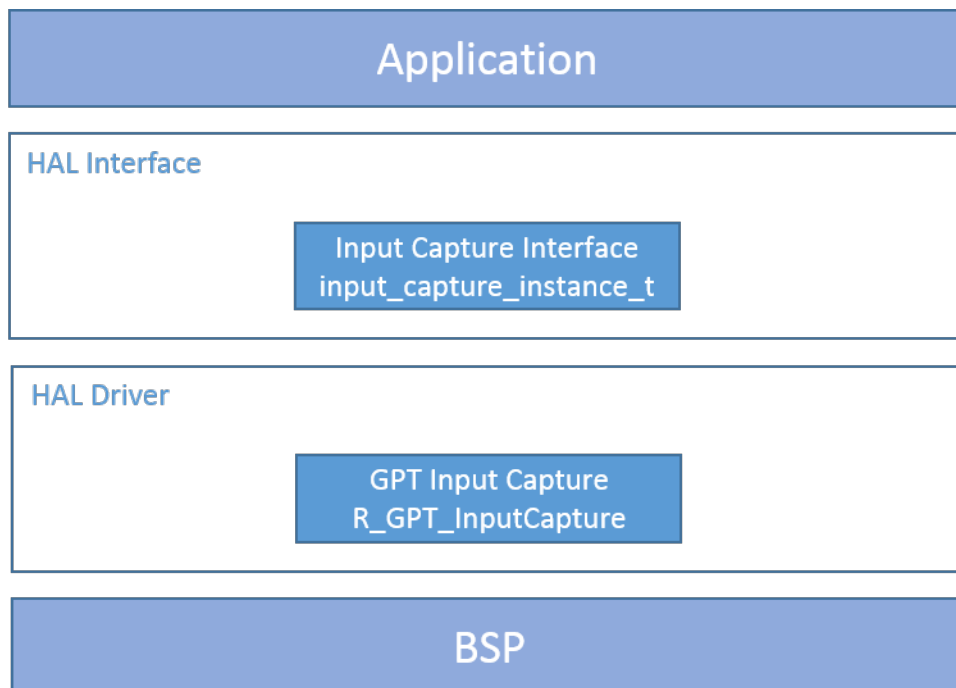 Application
HAL Interface
Input Capture Interface
input_capture_instance_t
HAL Driver
GPT Input Capture
R_GPT_InputCapture
BSP